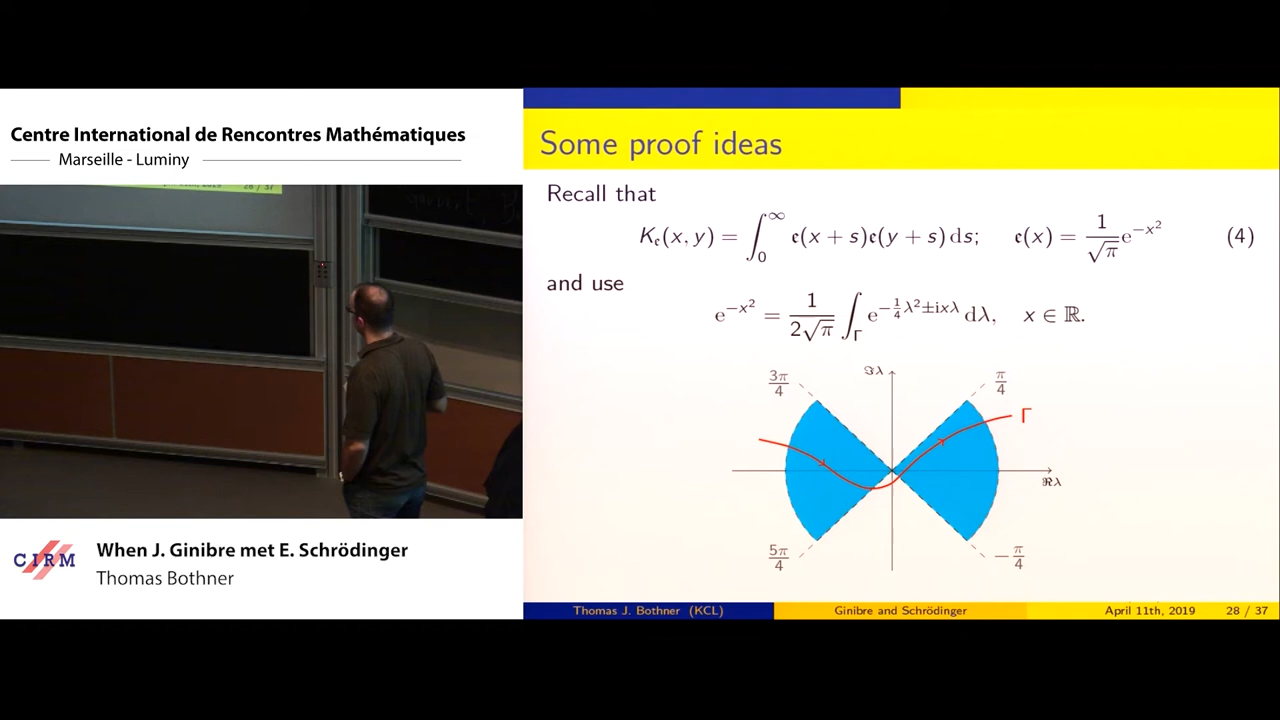 Centre International de Rencontres Mathématiques
Marseille - Luminy
28 / 37
CIRM
When J. Ginibre met E. Schrödinger
Thomas Bothner
Some proof ideas
Recall that
K_𝔢(x, y) = ∫_0^∞ 𝔢(x + s)𝔢(y + s) ds; 𝔢(x) = 1/√π e^{−x²} (4)
and use
e^{−x²} = 1/(2√π) ∫_Γ e^{−¼λ²±ixλ} dλ, x ∈ ℝ.
3π/4
ℑλ
π/4
Γ
ℜλ
5π/4
−π/4
Thomas J. Bothner (KCL) Ginibre and Schrödinger April 11th, 2019 28 / 37